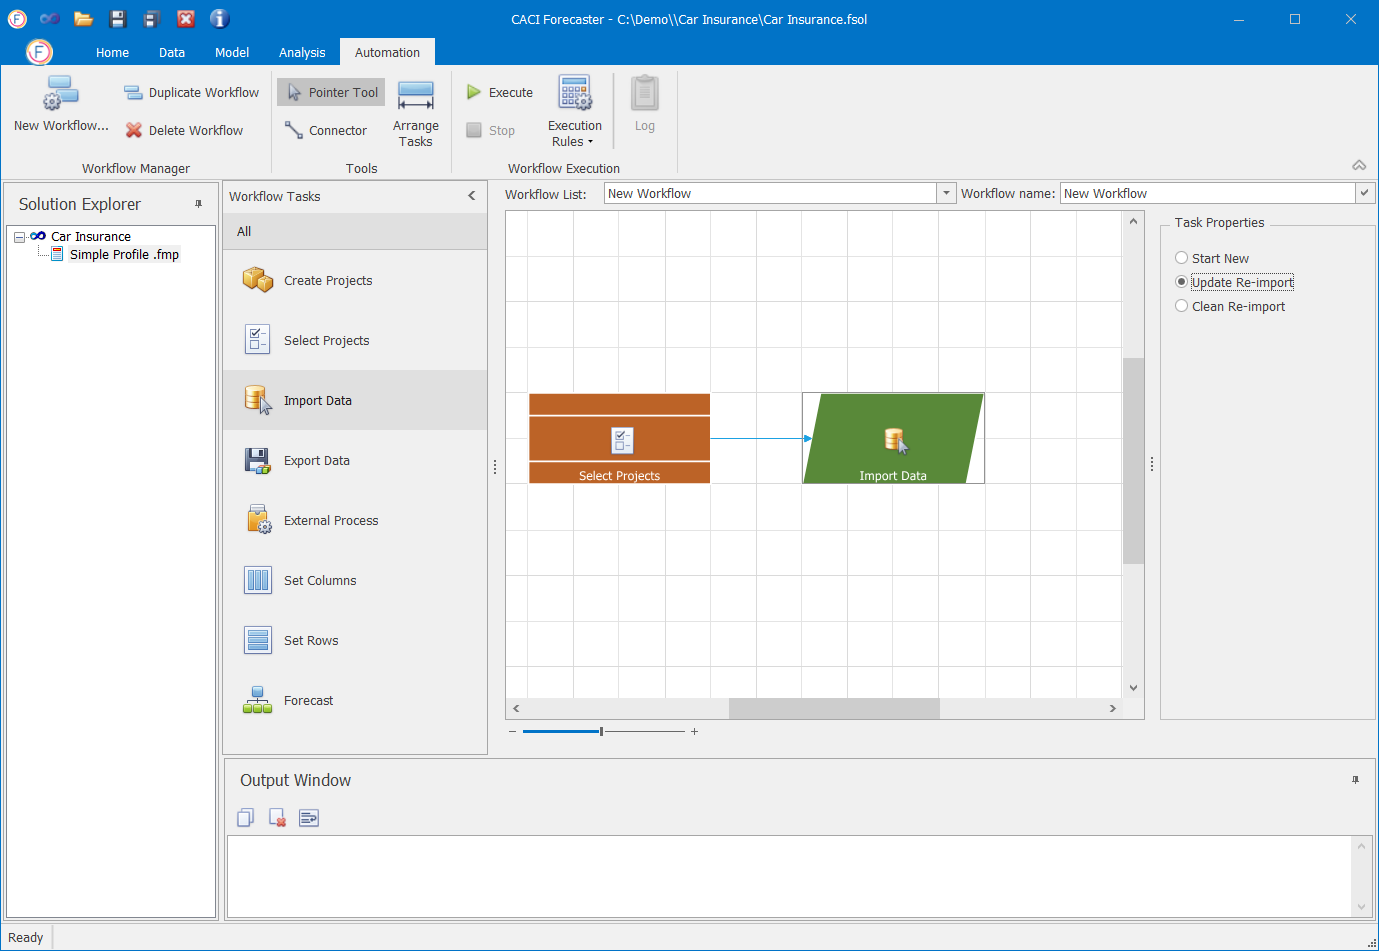 CACI Forecaster - C:\Demo\\Car Insurance\Car Insurance.fsol
F
Home Data Model Analysis Automation
New Workflow...
Duplicate Workflow
Delete Workflow
Workflow Manager
Pointer Tool
Connector
Arrange
Tasks
Tools
Execute
Stop
Execution
Rules
Workflow Execution
Log
Solution Explorer
Car Insurance
Simple Profile .fmp
Workflow Tasks
All
Create Projects
Select Projects
Import Data
Export Data
External Process
Set Columns
Set Rows
Forecast
Workflow List: New Workflow
Workflow name: New Workflow
Select Projects
Import Data
Task Properties
Start New
Update Re-import
Clean Re-import
Output Window
Ready